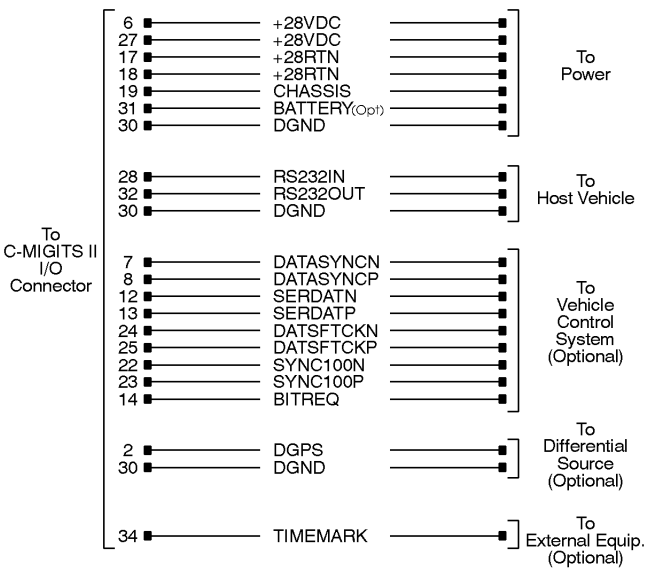 To
C-MIGITS II
I/O
Connector
6 +28VDC
27 +28VDC
17 +28RTN
18 +28RTN
19 CHASSIS
31 BATTERY(Opt)
30 DGND
To
Power
28 RS232IN
32 RS232OUT
30 DGND
To
Host Vehicle
7 DATASYNCN
8 DATASYNCP
12 SERDATN
13 SERDATP
24 DATSFTCKN
25 DATSFTCKP
22 SYNC100N
23 SYNC100P
14 BITREQ
To
Vehicle
Control
System
(Optional)
2 DGPS
30 DGND
To
Differential
Source
(Optional)
34 TIMEMARK
To
External Equip.
(Optional)